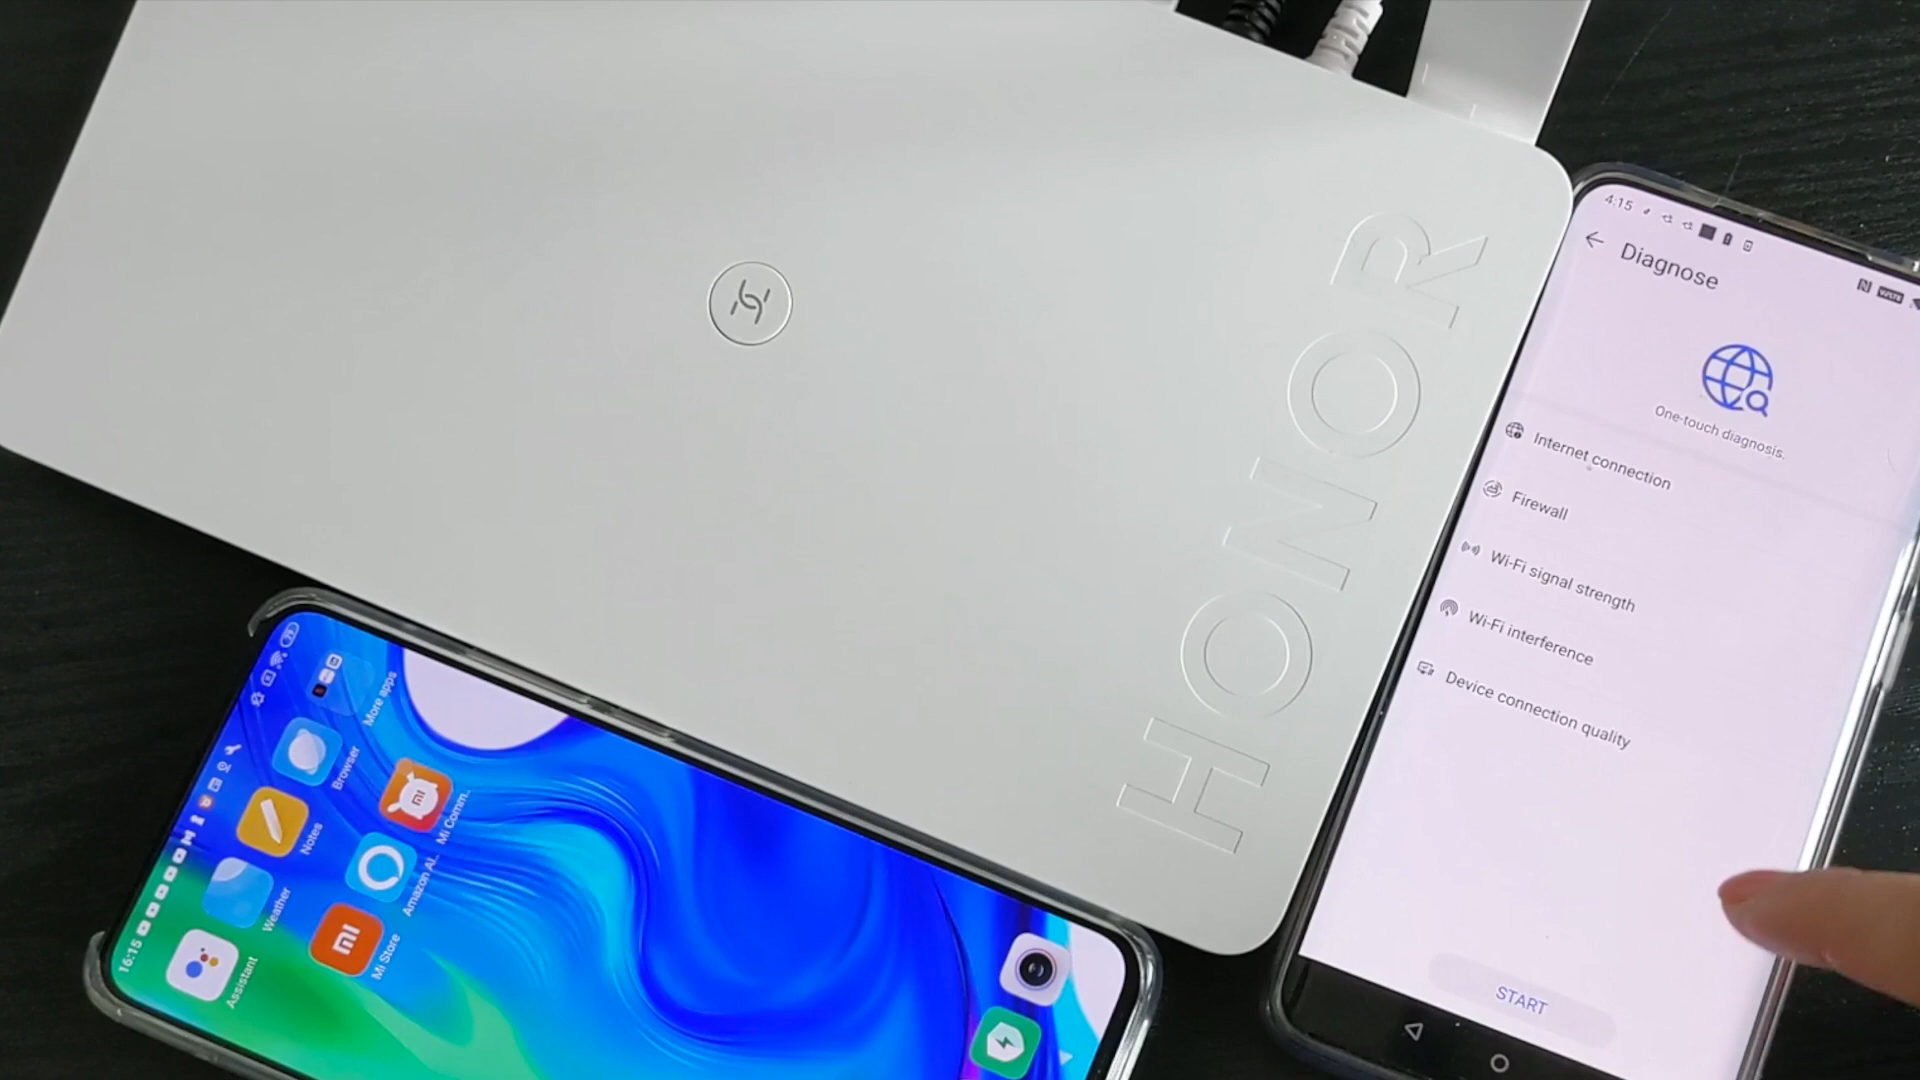 HONOR
4:15
Diagnose
One-touch diagnosis.
Internet connection
Firewall
Wi-Fi signal strength
Wi-Fi interference
Device connection quality
START
16:15
More apps
Browser
Notes
Weather
Assistant
Mi Comm..
Amazon Al..
Mi Store